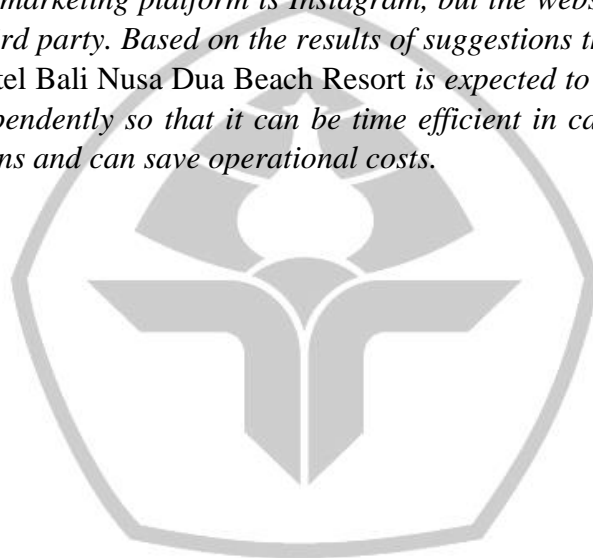 marketing platform is Instagram, but the webs
rd party. Based on the results of suggestions th
tel Bali Nusa Dua Beach Resort is expected to
pendently so that it can be time efficient in ca
ns and can save operational costs.